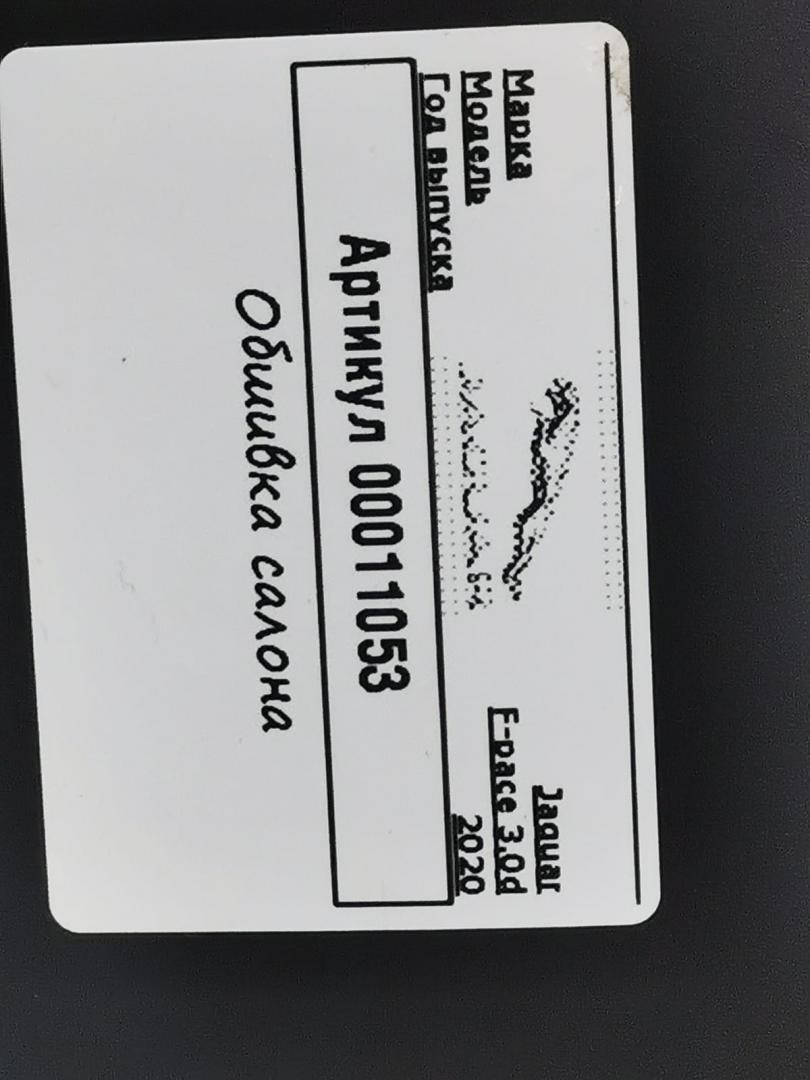 Марка Jaguar
Модель F-pace 3.0d
Год выпуска 2020
Артикул 00011053
Обшивка салона